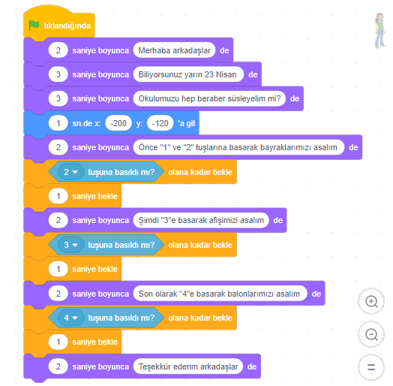 tıklandığında
2 saniye boyunca Merhaba arkadaşlar de
3 saniye boyunca Biliyorsunuz yarın 23 Nisan de
3 saniye boyunca Okulumuzu hep beraber süsleyelim mi? de
1 sn.de x: -200 y: -120 'a git
2 saniye boyunca Önce "1" ve "2" tuşlarına basarak bayraklarımızı asalım de
2 tuşuna basıldı mı? olana kadar bekle
1 saniye bekle
2 saniye boyunca Şimdi "3"e basarak afişimizi asalım de
3 tuşuna basıldı mı? olana kadar bekle
1 saniye bekle
2 saniye boyunca Son olarak "4"e basarak balonlarımızı asalım de
4 tuşuna basıldı mı? olana kadar bekle
1 saniye bekle
2 saniye boyunca Teşekkür ederim arkadaşlar de